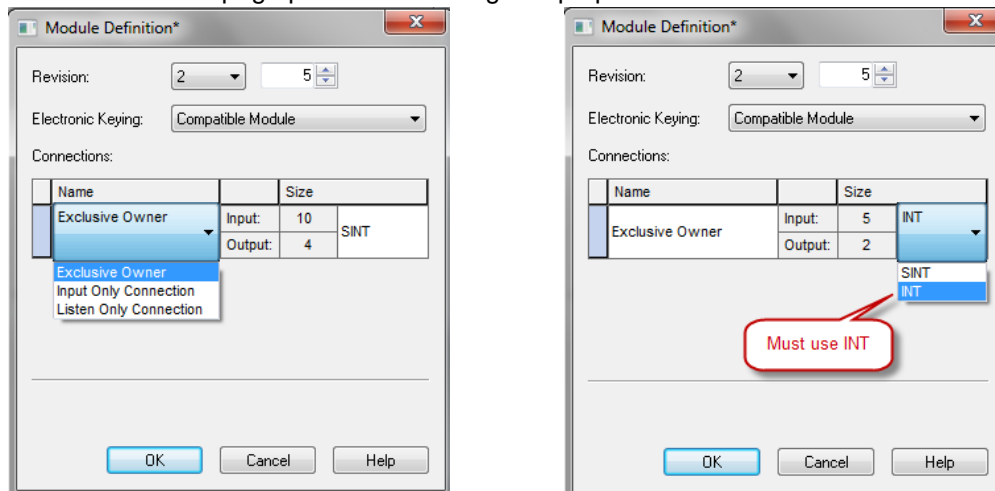 Module Definition*
Revision: 2 5
Electronic Keying: Compatible Module
Connections:
Name Size
Exclusive Owner Input: 10 SINT
Output: 4
Exclusive Owner
Input Only Connection
Listen Only Connection
OK Cancel Help
Module Definition*
Revision: 2 5
Electronic Keying: Compatible Module
Connections:
Name Size
Exclusive Owner Input: 5 INT
Output: 2
SINT
INT
Must use INT
OK Cancel Help